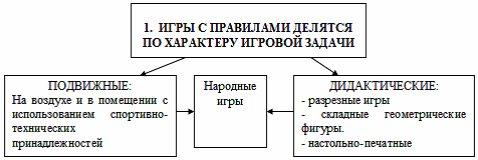 1. ИГРЫ С ПРАВИЛАМИ ДЕЛЯТСЯ
ПО ХАРАКТЕРУ ИГРОВОЙ ЗАДАЧИ
ПОДВИЖНЫЕ:
На воздухе и в помещении с
использованием спортивно-
технических
принадлежностей
Народные
игры
ДИДАКТИЧЕСКИЕ:
- разрезные игры
- складные геометрические
фигуры.
- настольно-печатные